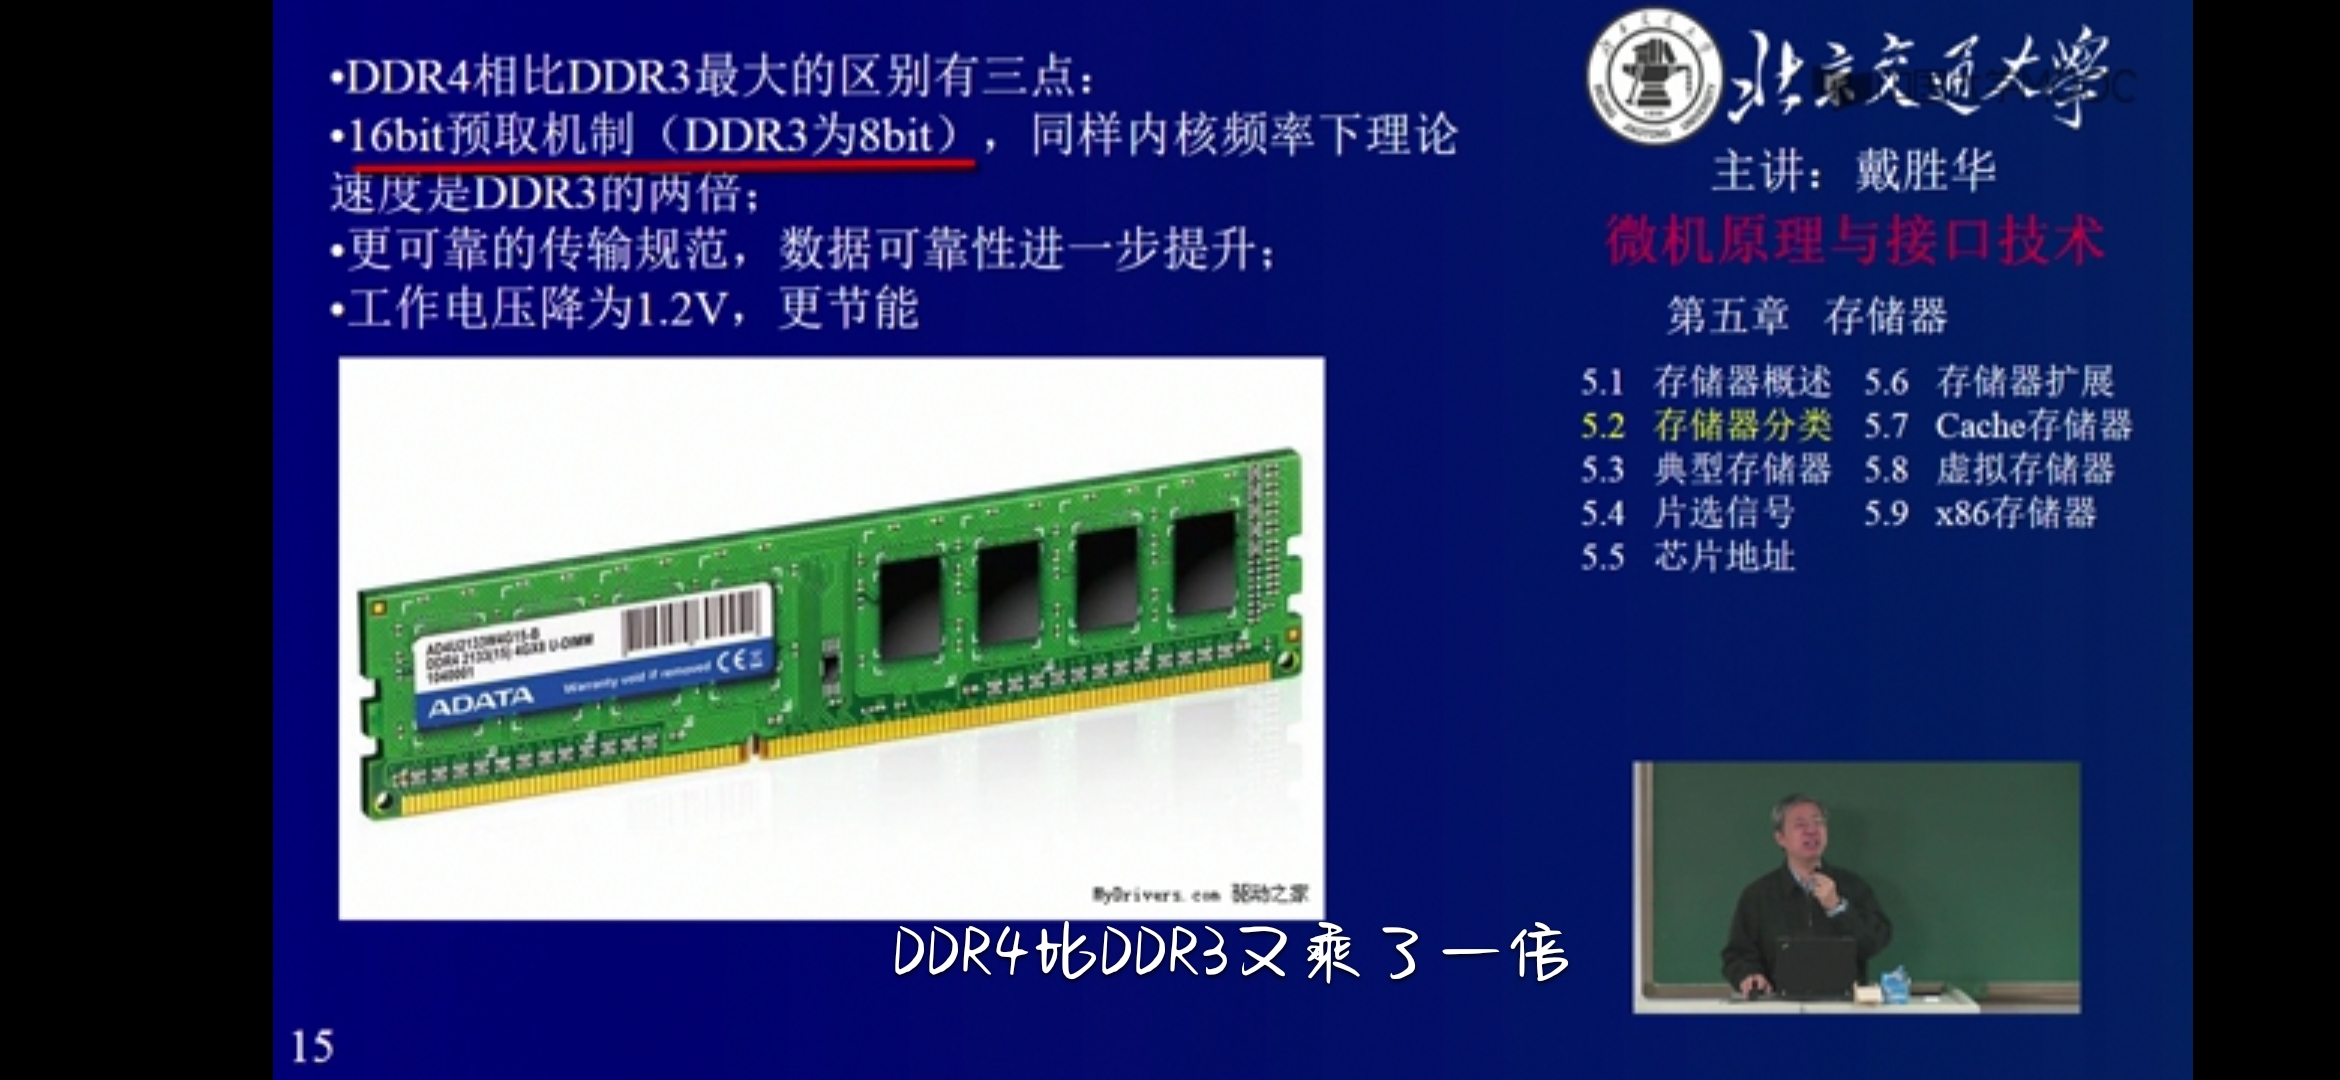 •DDR4相比DDR3最大的区别有三点：
•16bit预取机制（DDR3为8bit），同样内核频率下理论
速度是DDR3的两倍；
•更可靠的传输规范，数据可靠性进一步提升；
•工作电压降为1.2V，更节能
AD4U2133W4G15-B
DDR4 2133(15) 4GX8 U-DIMM
1040001
ADATA
Warranty void if removed
CE
MyDrivers.com 驱动之家
北京交通大学
主讲：戴胜华
微机原理与接口技术
第五章 存储器
5.1 存储器概述 5.6 存储器扩展
5.2 存储器分类 5.7 Cache存储器
5.3 典型存储器 5.8 虚拟存储器
5.4 片选信号 5.9 x86存储器
5.5 芯片地址
DDR4比DDR3又乘了一倍
15